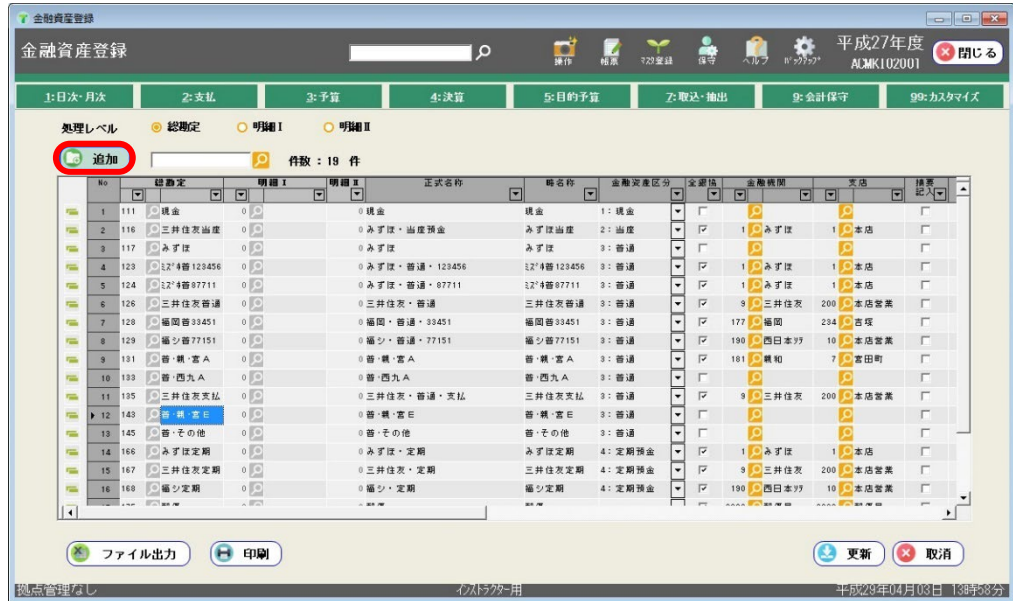 金融資産登録
金融資産登録 操作 帳票 マスタ登録 保守 ヘルプ ﾊﾞｯｸｱｯﾌﾟ 平成27年度 ACMK102001 閉じる
1:日次・月次 2:支払 3:予算 4:決算 5:目的予算 7:取込・抽出 9:会計保守 99:カスタマイズ
処理レベル 総勘定 明細Ⅰ 明細Ⅱ
追加 件数 : 19 件
No 総勘定 明細Ⅰ 明細Ⅱ 正式名称 略名称 金融資産区分 全銀協 金融機関 支店 摘要記入
1 111 現金 0 0 現金 現金 1: 現金
2 116 三井住友当座 0 0 みずほ・当座預金 みずほ当座 2: 当座 1 みずほ 1 本店
3 117 みずほ 0 0 みずほ みずほ 3: 普通
4 123 ﾐｽﾞﾎ普123456 0 0 みずほ・普通・123456 ﾐｽﾞﾎ普123456 3: 普通 1 みずほ 1 本店
5 124 ﾐｽﾞﾎ普87711 0 0 みずほ・普通・87711 ﾐｽﾞﾎ普87711 3: 普通 1 みずほ 1 本店
6 126 三井住友普通 0 0 三井住友・普通 三井住友普通 3: 普通 9 三井住友 200 本店営業
7 128 福岡普33451 0 0 福岡・普通・33451 福岡普33451 3: 普通 177 福岡 234 吉塚
8 129 福シ普77151 0 0 福シ・普通・77151 福シ普77151 3: 普通 190 西日本ｼﾃ 10 本店営業
9 131 普・親・宮A 0 0 普・親・宮A 普・親・宮A 3: 普通 181 親和 7 宮田町
10 133 普・西九A 0 0 普・西九A 普・西九A 3: 普通
11 135 三井住友支払 0 0 三井住友・普通・支払 三井住友支払 3: 普通 9 三井住友 200 本店営業
12 143 普・親・宮E 0 0 普・親・宮E 普・親・宮E 3: 普通
13 145 普・その他 0 0 普・その他 普・その他 3: 普通
14 166 みずほ定期 0 0 みずほ・定期 みずほ定期 4: 定期預金 1 みずほ 1 本店
15 167 三井住友定期 0 0 三井住友・定期 三井住友定期 4: 定期預金 9 三井住友 200 本店営業
16 168 福シ定期 0 0 福シ・定期 福シ定期 4: 定期預金 190 西日本ｼﾃ 10 本店営業
ファイル出力 印刷 更新 取消
拠点管理なし インストラクター用 平成29年04月03日 13時58分